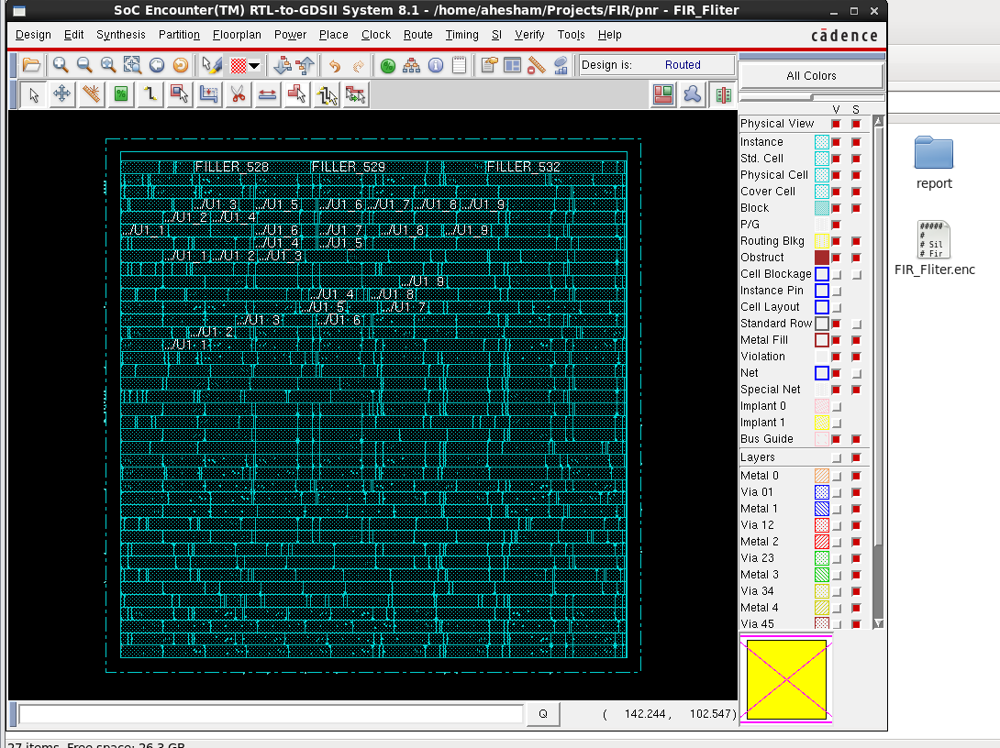 SoC Encounter(TM) RTL-to-GDSII System 8.1 - /home/ahesham/Projects/FIR/pnr - FIR_Fliter
Design Edit Synthesis Partition Floorplan Power Place Clock Route Timing SI Verify Tools Help
cādence
Design is: Routed
All Colors
V S
Physical View
Instance
Std. Cell
Physical Cell
Cover Cell
Block
P/G
Routing Blkg
Obstruct
Cell Blockage
Instance Pin
Cell Layout
Standard Row
Metal Fill
Violation
Net
Special Net
Implant 0
Implant 1
Bus Guide
Layers
Metal 0
Via 01
Metal 1
Via 12
Metal 2
Via 23
Metal 3
Via 34
Metal 4
Via 45
FILLER_528 FILLER_529 FILLER_532
.../U1_3 .../U1_5 .../U1_6 .../U1_7 .../U1_8 .../U1_9
.../U1_2 .../U1_4
.../U1_1 .../U1_6 .../U1_7 .../U1_8 .../U1_9
.../U1_4 .../U1_5
.../U1_1 .../U1_2 .../U1_3
.../U1_9
.../U1_4 .../U1_8
.../U1_5 .../U1_7
.../U1_3 .../U1_6
.../U1_2
.../U1_1
Q
( 142.244, 102.547)
report
#####
#
# Sil
# Fir
FIR_Fliter.enc
27 items, Free space: 26.3 GB